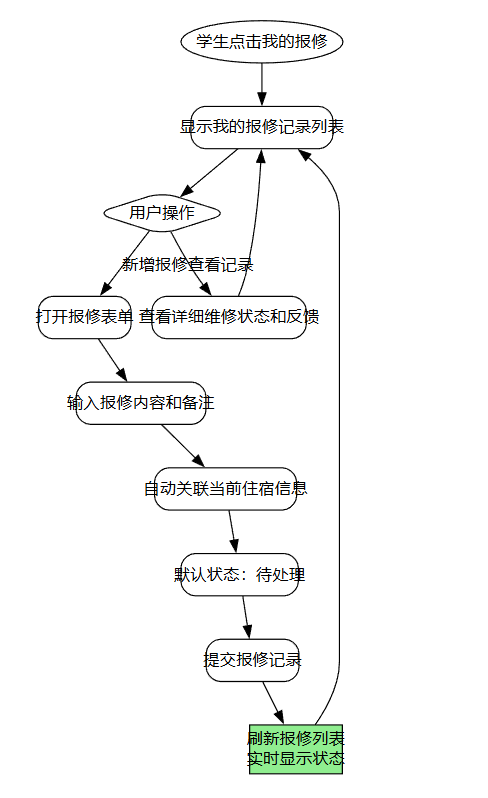 学生点击我的报修
显示我的报修记录列表
用户操作
新增报修
查看记录
打开报修表单
查看详细维修状态和反馈
输入报修内容和备注
自动关联当前住宿信息
默认状态：待处理
提交报修记录
刷新报修列表
实时显示状态